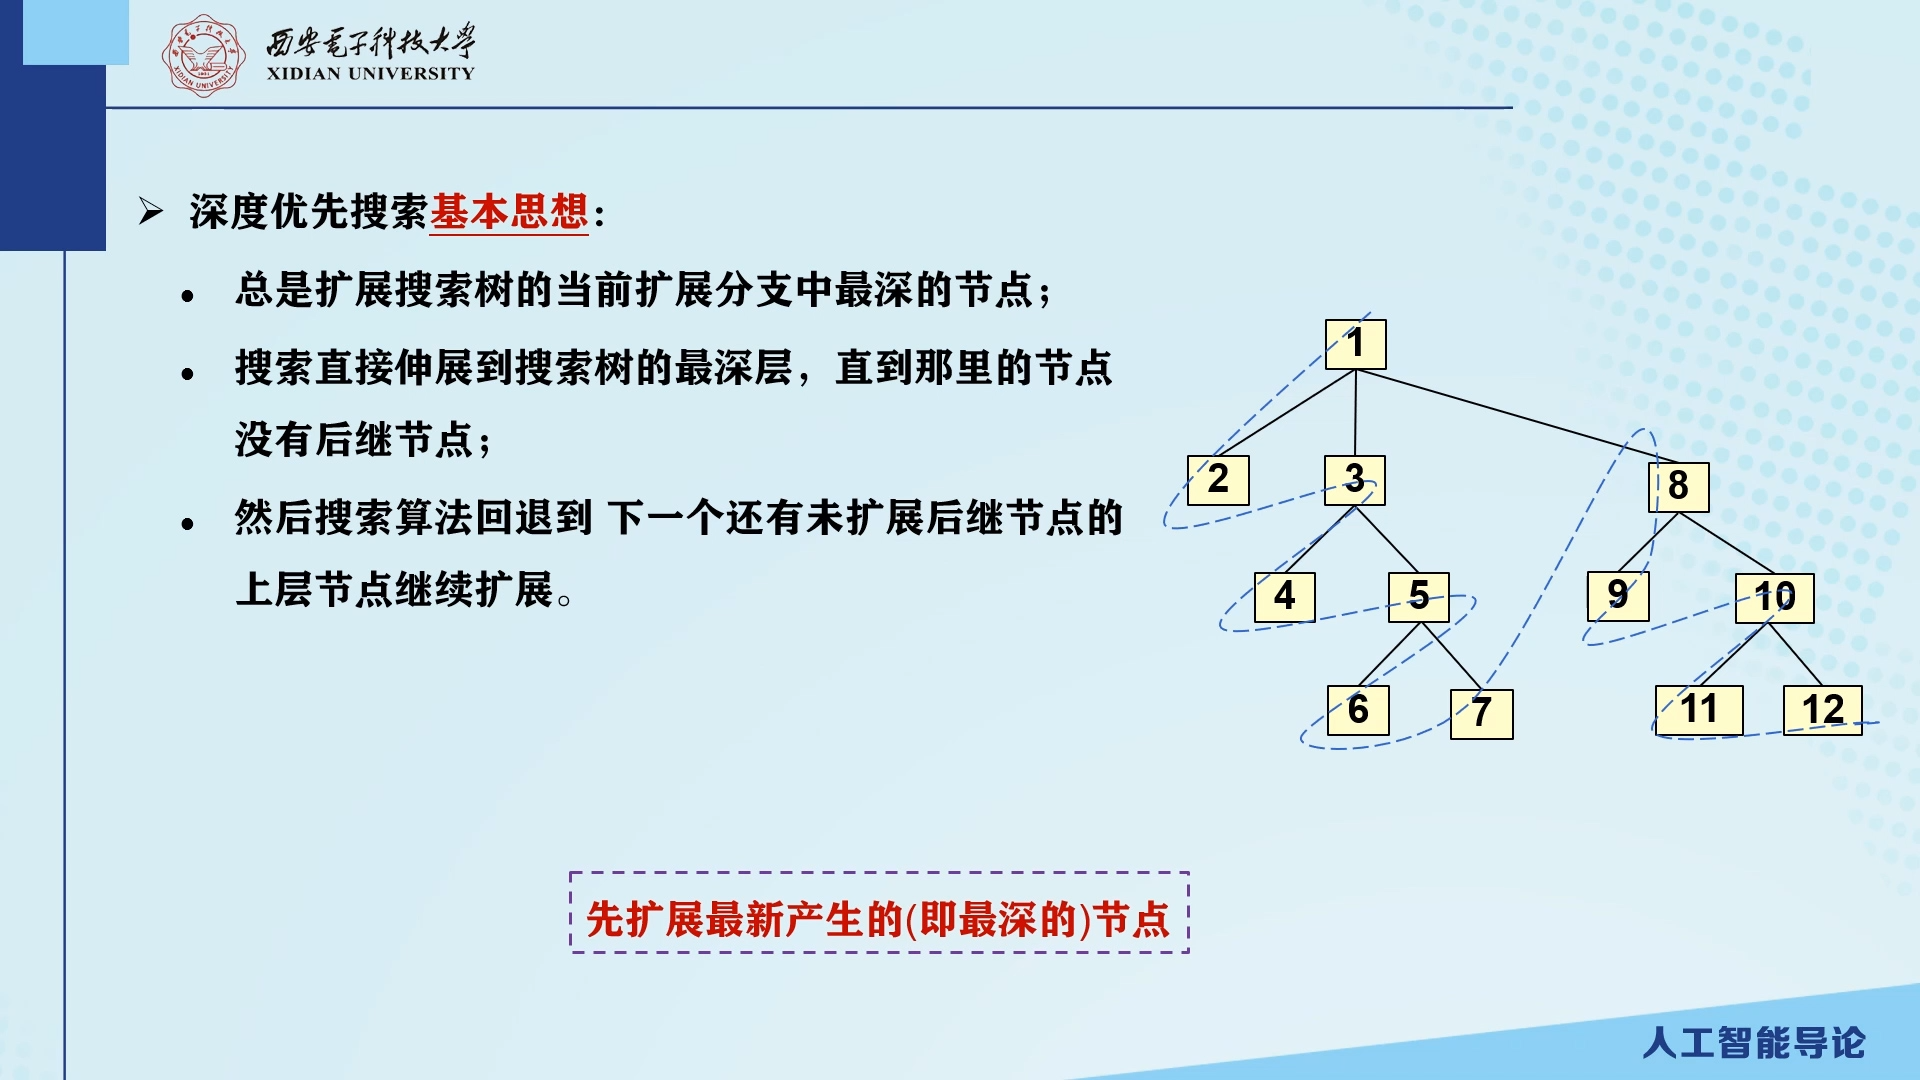 西安电子科技大学
XIDIAN UNIVERSITY
深度优先搜索基本思想：
总是扩展搜索树的当前扩展分支中最深的节点；
搜索直接伸展到搜索树的最深层，直到那里的节点
没有后继节点；
然后搜索算法回退到 下一个还有未扩展后继节点的
上层节点继续扩展。
1
2 3 8
4 5 9 10
6 7 11 12
先扩展最新产生的(即最深的)节点
人工智能导论